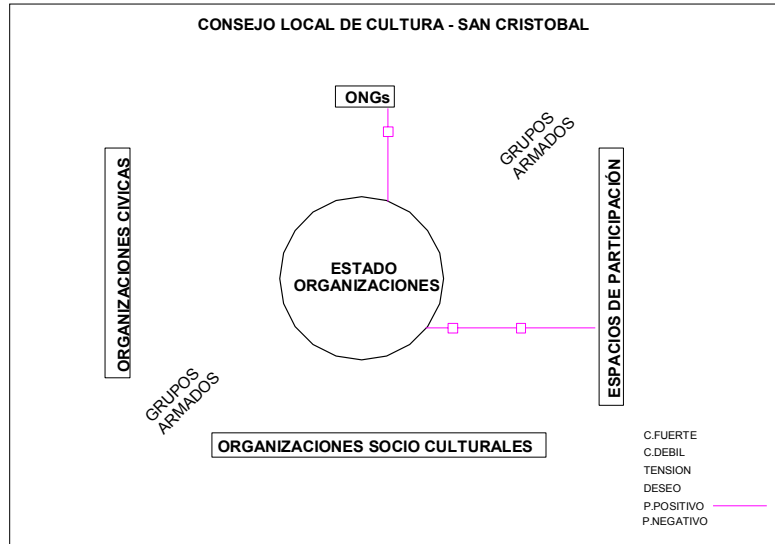 CONSEJO LOCAL DE CULTURA - SAN CRISTOBAL
ONGs
GRUPOS
ARMADOS
ORGANIZACIONES CIVICAS
ESPACIOS DE PARTICIPACIÓN
ESTADO
ORGANIZACIONES
GRUPOS
ARMADOS
ORGANIZACIONES SOCIO CULTURALES
C.FUERTE
C.DEBIL
TENSION
DESEO
P.POSITIVO
P.NEGATIVO